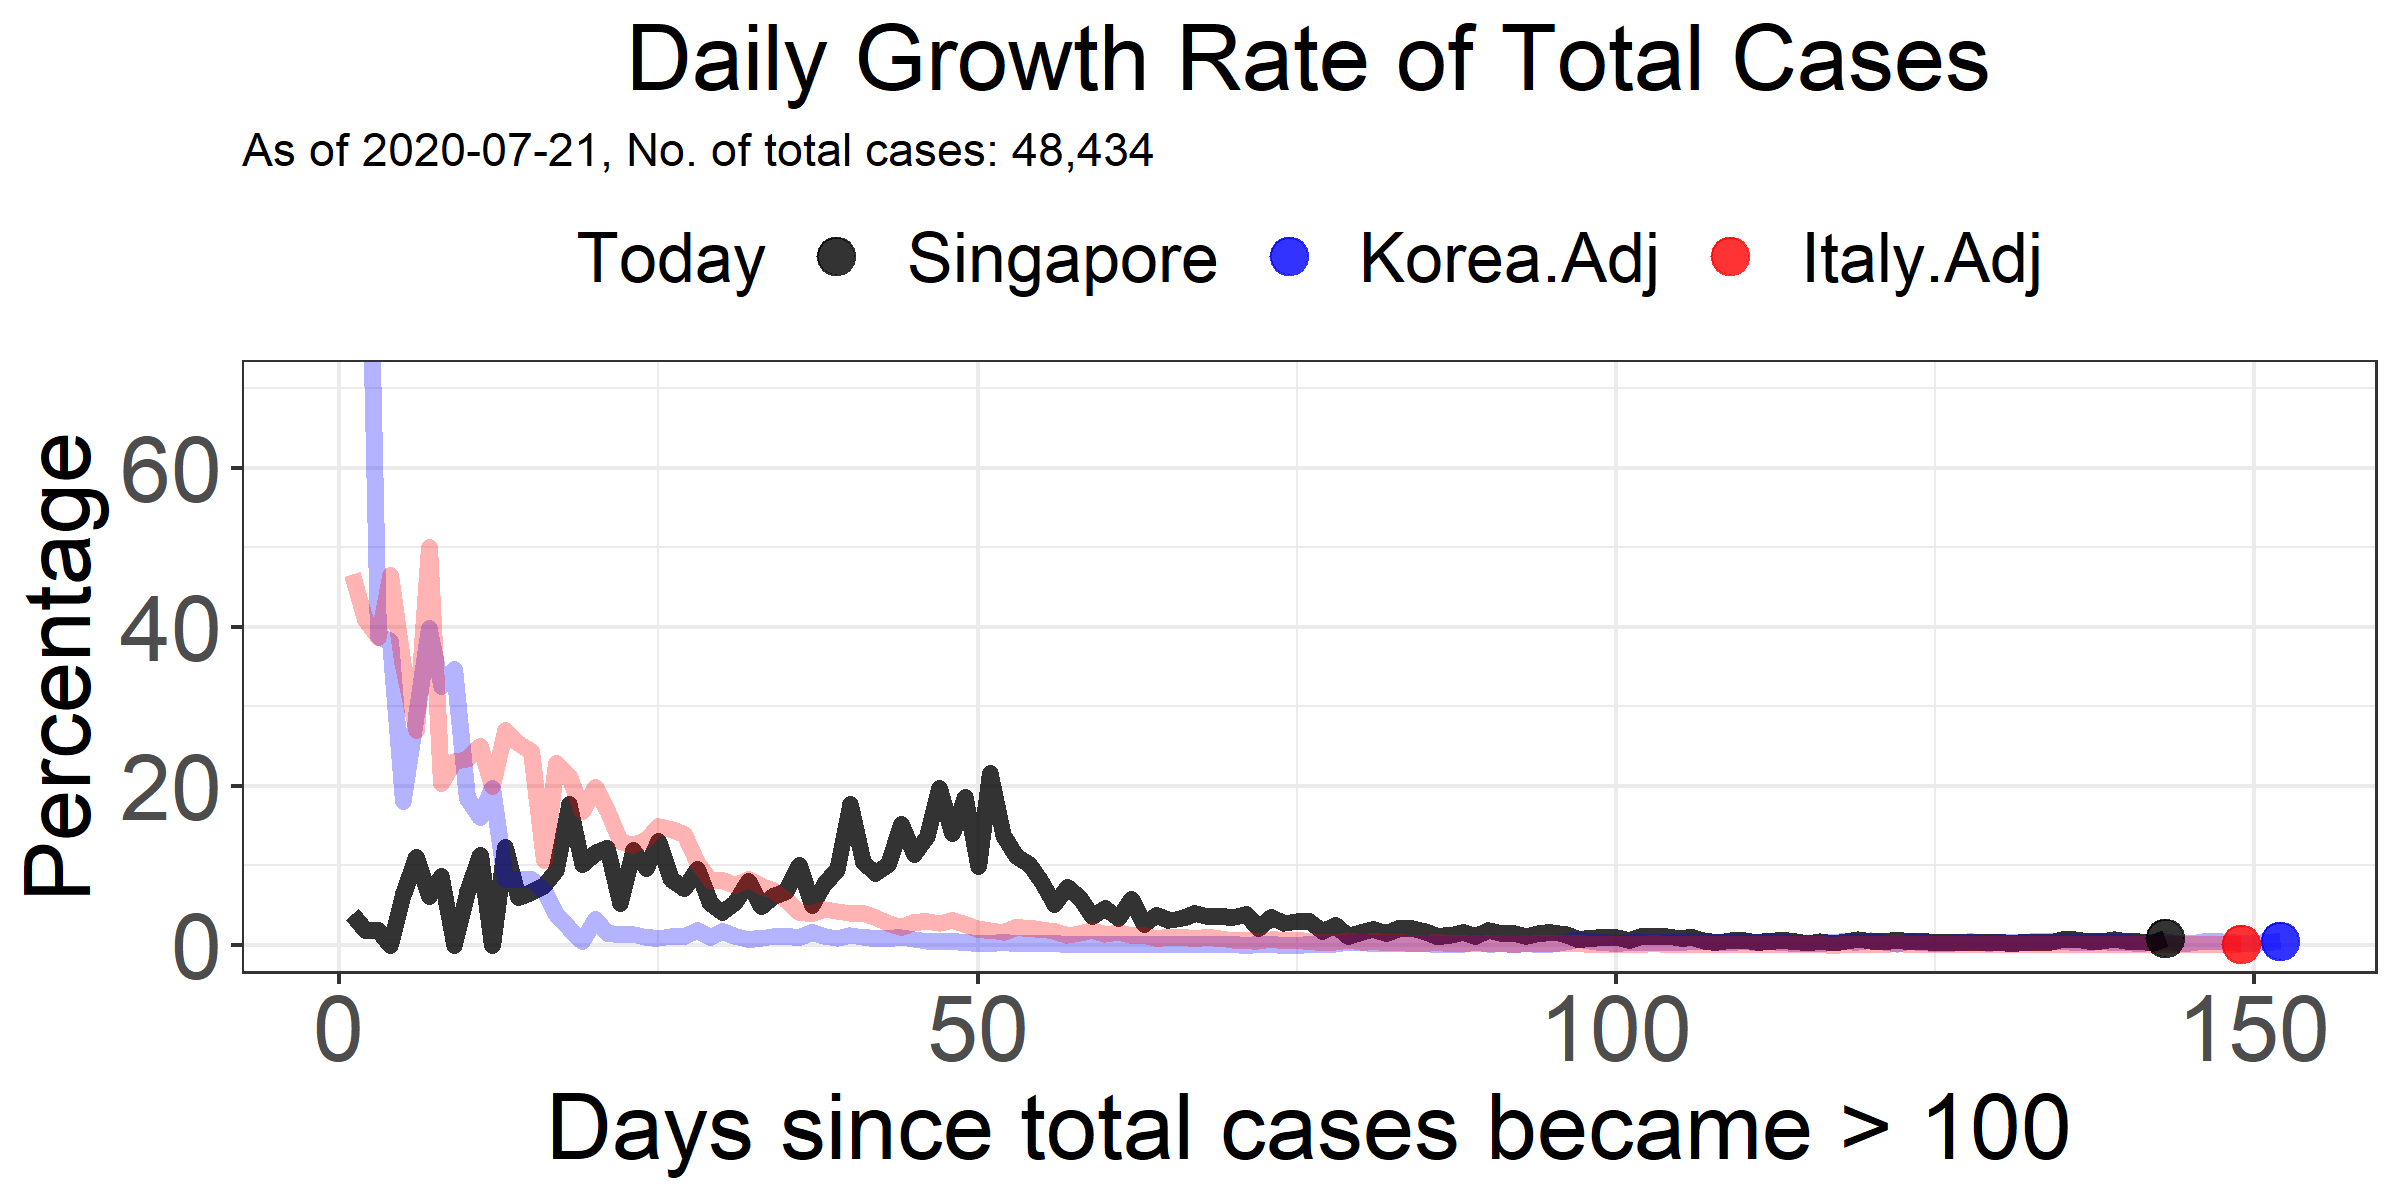 Daily Growth Rate of Total Cases
As of 2020-07-21, No. of total cases: 48,434
Today Singapore Korea.Adj Italy.Adj
Percentage
60
40
20
0
0 50 100 150
Days since total cases became > 100